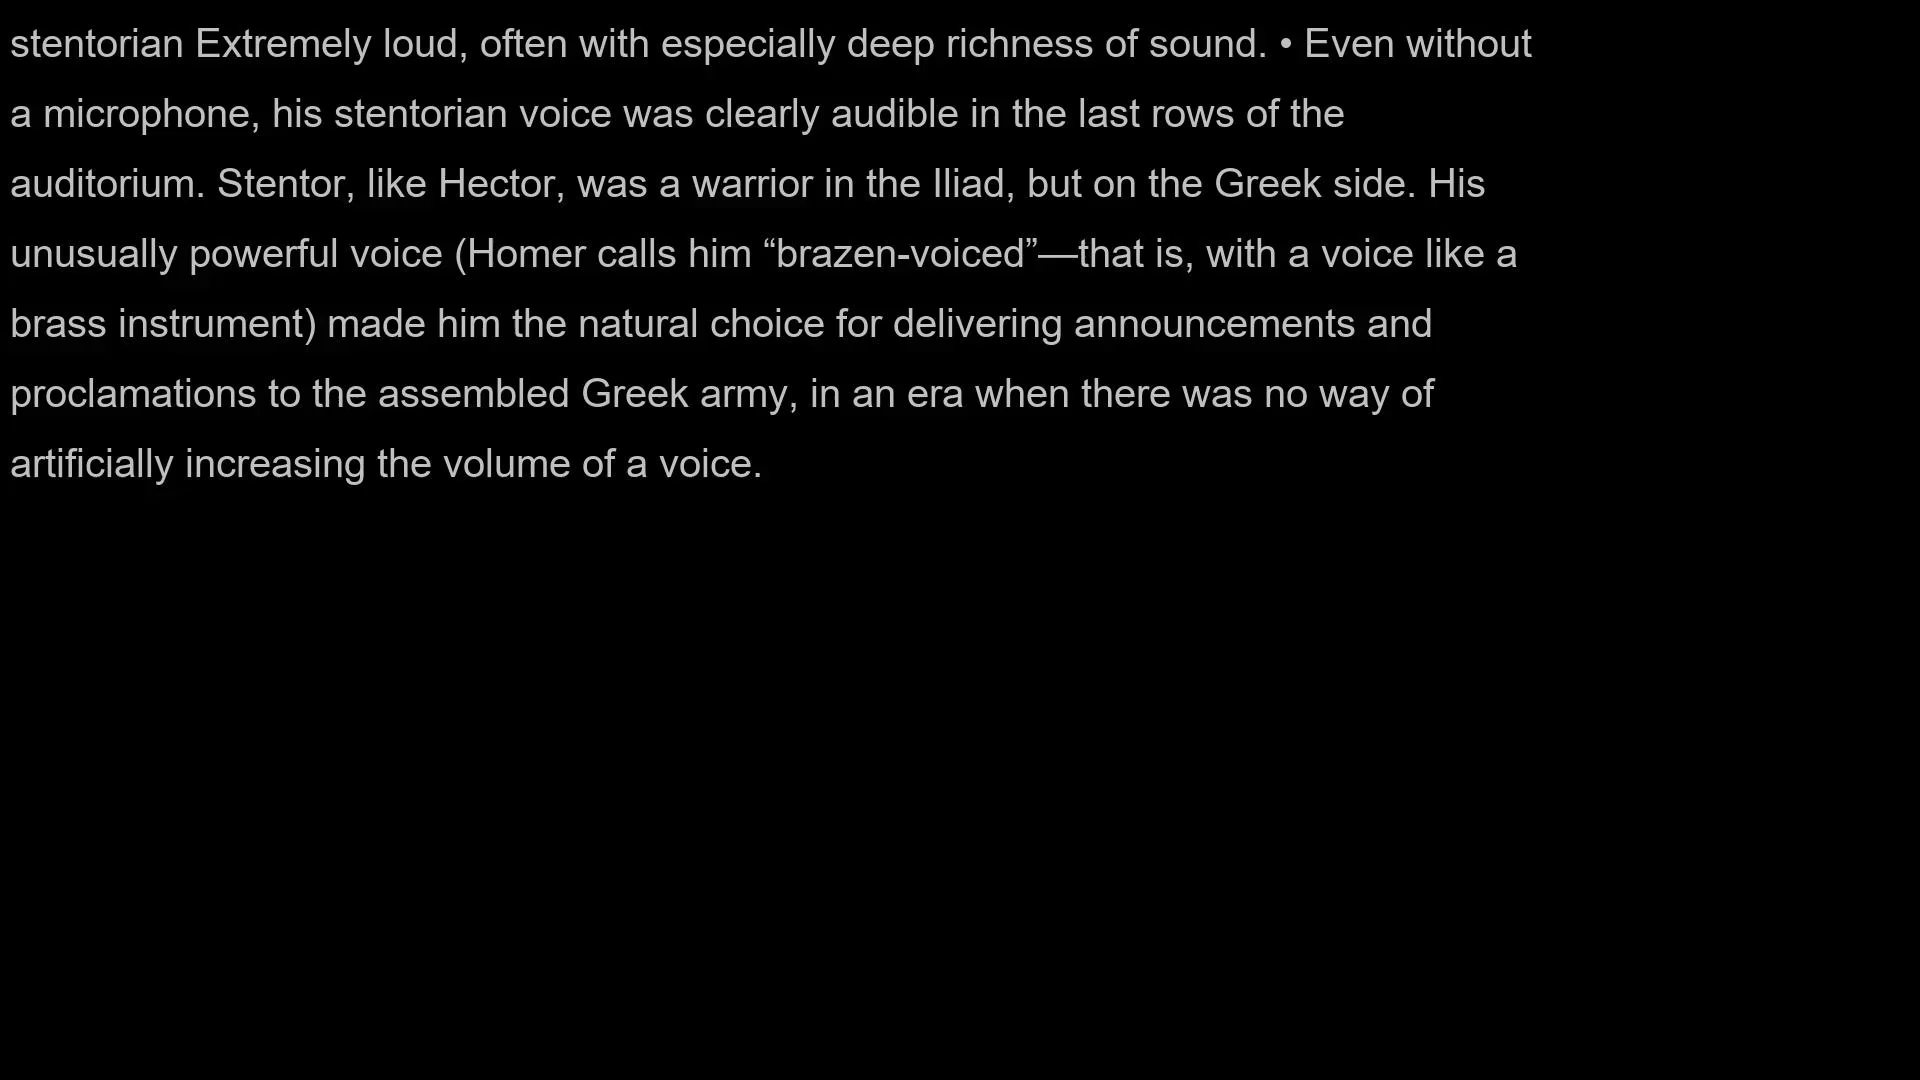 stentorian Extremely loud, often with especially deep richness of sound. • Even without
a microphone, his stentorian voice was clearly audible in the last rows of the
auditorium. Stentor, like Hector, was a warrior in the Iliad, but on the Greek side. His
unusually powerful voice (Homer calls him “brazen-voiced”—that is, with a voice like a
brass instrument) made him the natural choice for delivering announcements and
proclamations to the assembled Greek army, in an era when there was no way of
artificially increasing the volume of a voice.